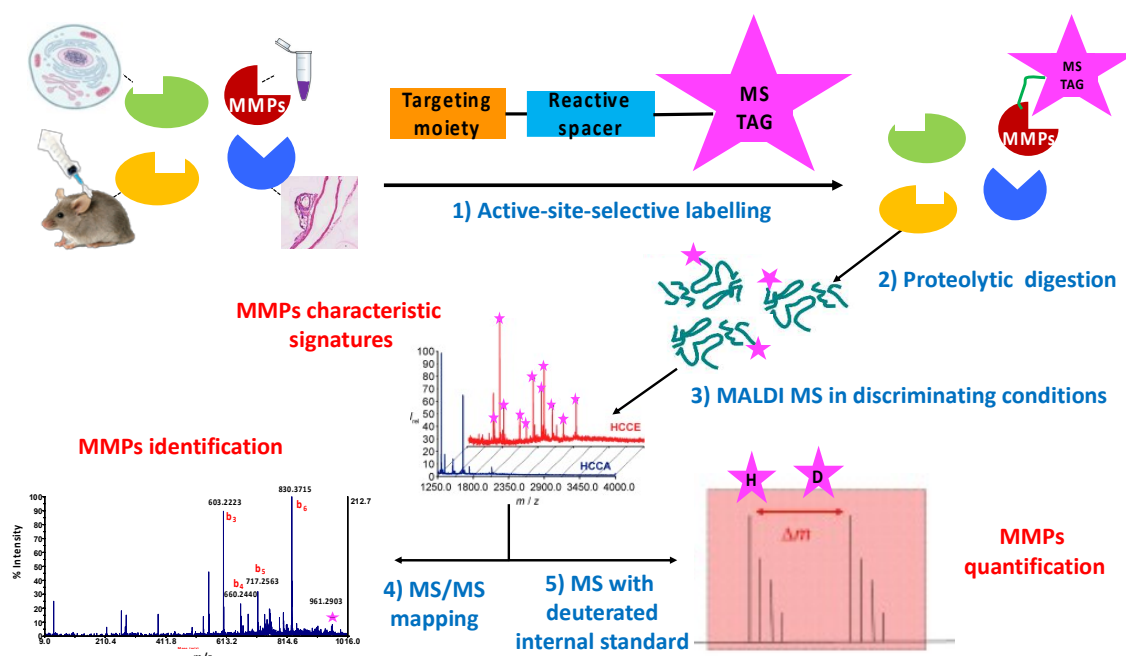 MMPs
Targeting
moiety
Reactive
spacer
MS
TAG
MS
TAG
MMPs
1) Active-site-selective labelling
2) Proteolytic digestion
MMPs characteristic
signatures
3) MALDI MS in discriminating conditions
100
90
80
70
60
50
40
30
20
10
0
I rel
HCCE
HCCA
1250.0 1800.0 2350.0 2900.0 3450.0 4000.0
m / z
MMPs identification
100
90
80
70
60
50
40
30
20
10
0
% Intensity
603.2223
b3
830.3715
b6
212.7
b5
717.2563
b4
660.2440
961.2903
9.0 210.4 411.8 613.2 814.6 1016.0
4) MS/MS
mapping
5) MS with
deuterated
internal standard
H
D
Δm
MMPs
quantification